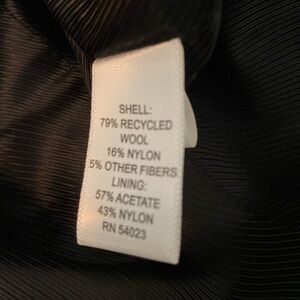 SHELL:
79% RECYCLED
WOOL
16% NYLON
5% OTHER FIBERS
LINING:
57% ACETATE
43% NYLON
RN 54023